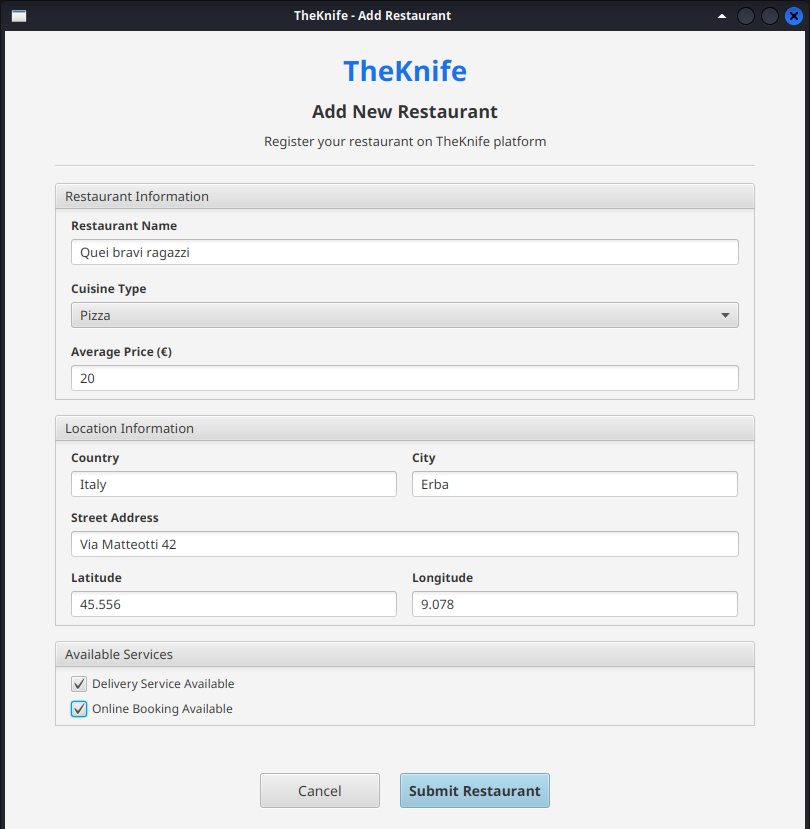 TheKnife - Add Restaurant
TheKnife
Add New Restaurant
Register your restaurant on TheKnife platform
Restaurant Information
Restaurant Name
Quei bravi ragazzi
Cuisine Type
Pizza
Average Price (€)
20
Location Information
Country City
Italy Erba
Street Address
Via Matteotti 42
Latitude Longitude
45.556 9.078
Available Services
Delivery Service Available
Online Booking Available
Cancel Submit Restaurant